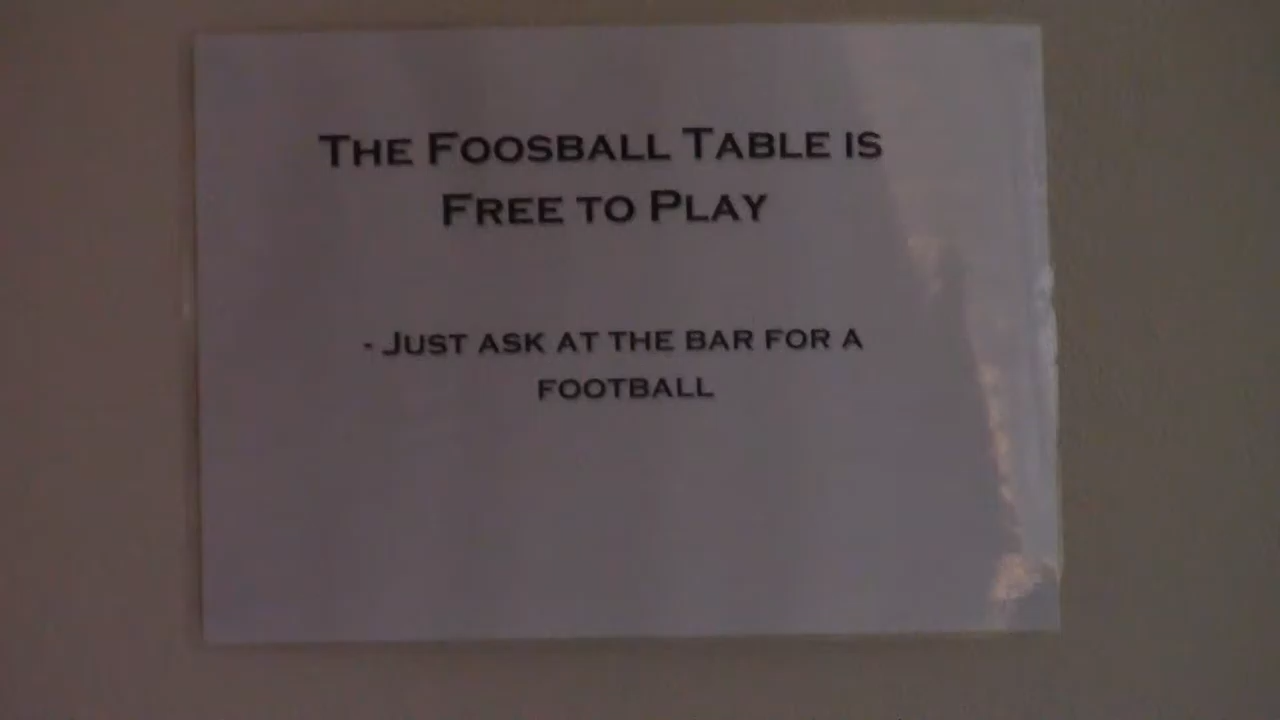 THE FOOSBALL TABLE IS
FREE TO PLAY
- JUST ASK AT THE BAR FOR A
FOOTBALL